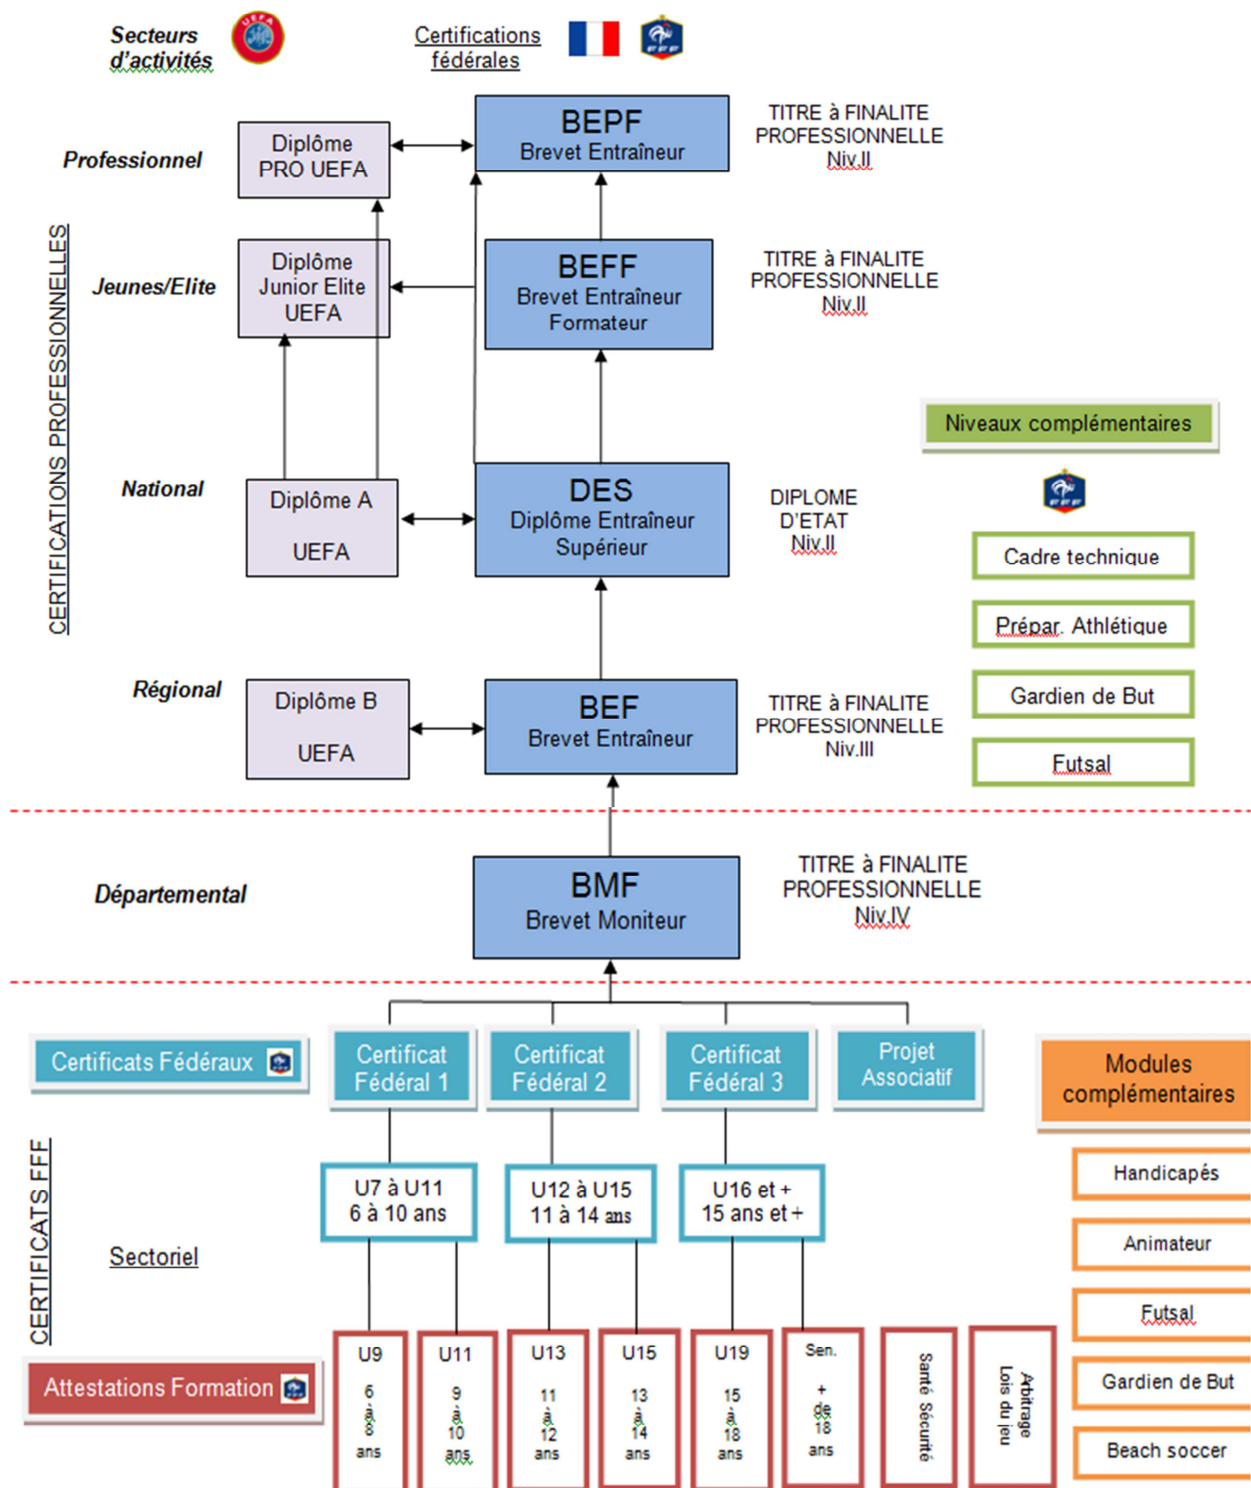 Secteurs
d'activités
UEFA
Certifications
fédérales
CERTIFICATIONS PROFESSIONNELLES
Professionnel
Diplôme
PRO UEFA
BEPF
Brevet Entraîneur
TITRE à FINALITE
PROFESSIONNELLE
Niv.II
Jeunes/Elite
Diplôme
Junior Elite
UEFA
BEFF
Brevet Entraîneur
Formateur
TITRE à FINALITE
PROFESSIONNELLE
Niv.II
Niveaux complémentaires
Cadre technique
Prépar. Athlétique
Gardien de But
Futsal
National
Diplôme A
UEFA
DES
Diplôme Entraîneur
Supérieur
DIPLOME
D'ETAT
Niv.II
Régional
Diplôme B
UEFA
BEF
Brevet Entraîneur
TITRE à FINALITE
PROFESSIONNELLE
Niv.III
Départemental
BMF
Brevet Moniteur
TITRE à FINALITE
PROFESSIONNELLE
Niv.IV
CERTIFICATS FFF
Certificats Fédéraux
Certificat
Fédéral 1
Certificat
Fédéral 2
Certificat
Fédéral 3
Projet
Associatif
Sectoriel
U7 à U11
6 à 10 ans
U12 à U15
11 à 14 ans
U16 et +
15 ans et +
Attestations Formation
U9
6
à
8
ans
U11
9
à
10
ans
U13
11
à
12
ans
U15
13
à
14
ans
U19
15
à
18
ans
Sen.
+
de
18
ans
Santé Sécurité
Arbitrage
Lois du jeu
Modules
complémentaires
Handicapés
Animateur
Futsal
Gardien de But
Beach soccer